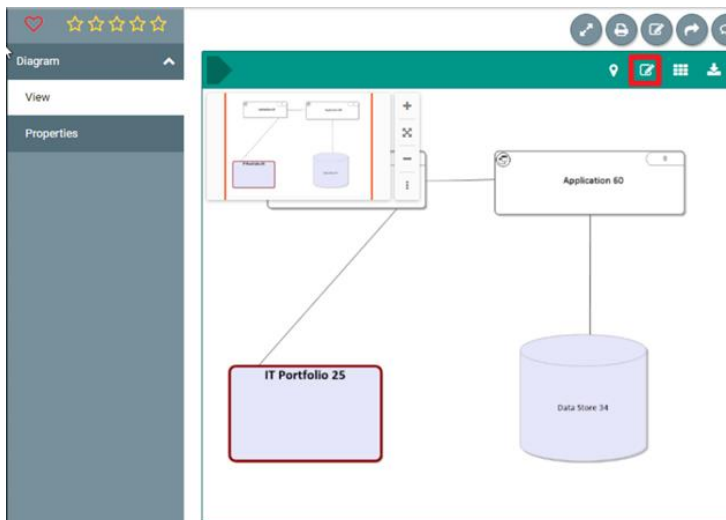 Diagram
View
Properties
Application 60
IT Portfolio 25
Data Store 34